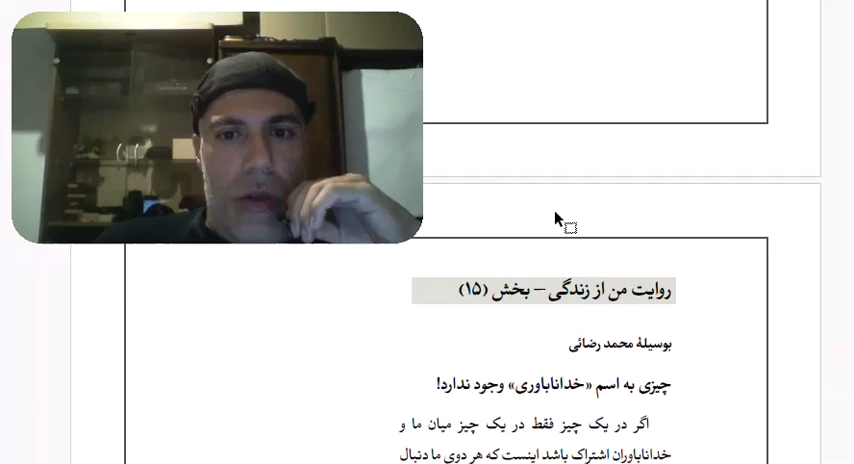 روایت من از زندگی – بخش (۱۵)
بوسیلهٔ محمد رضائی
چیزی به اسم «خداناباوری» وجود ندارد!
اگر در یک چیز فقط در یک چیز میان ما و
خداناباوران اشتراک باشد اینست که هر دوی ما دنبال